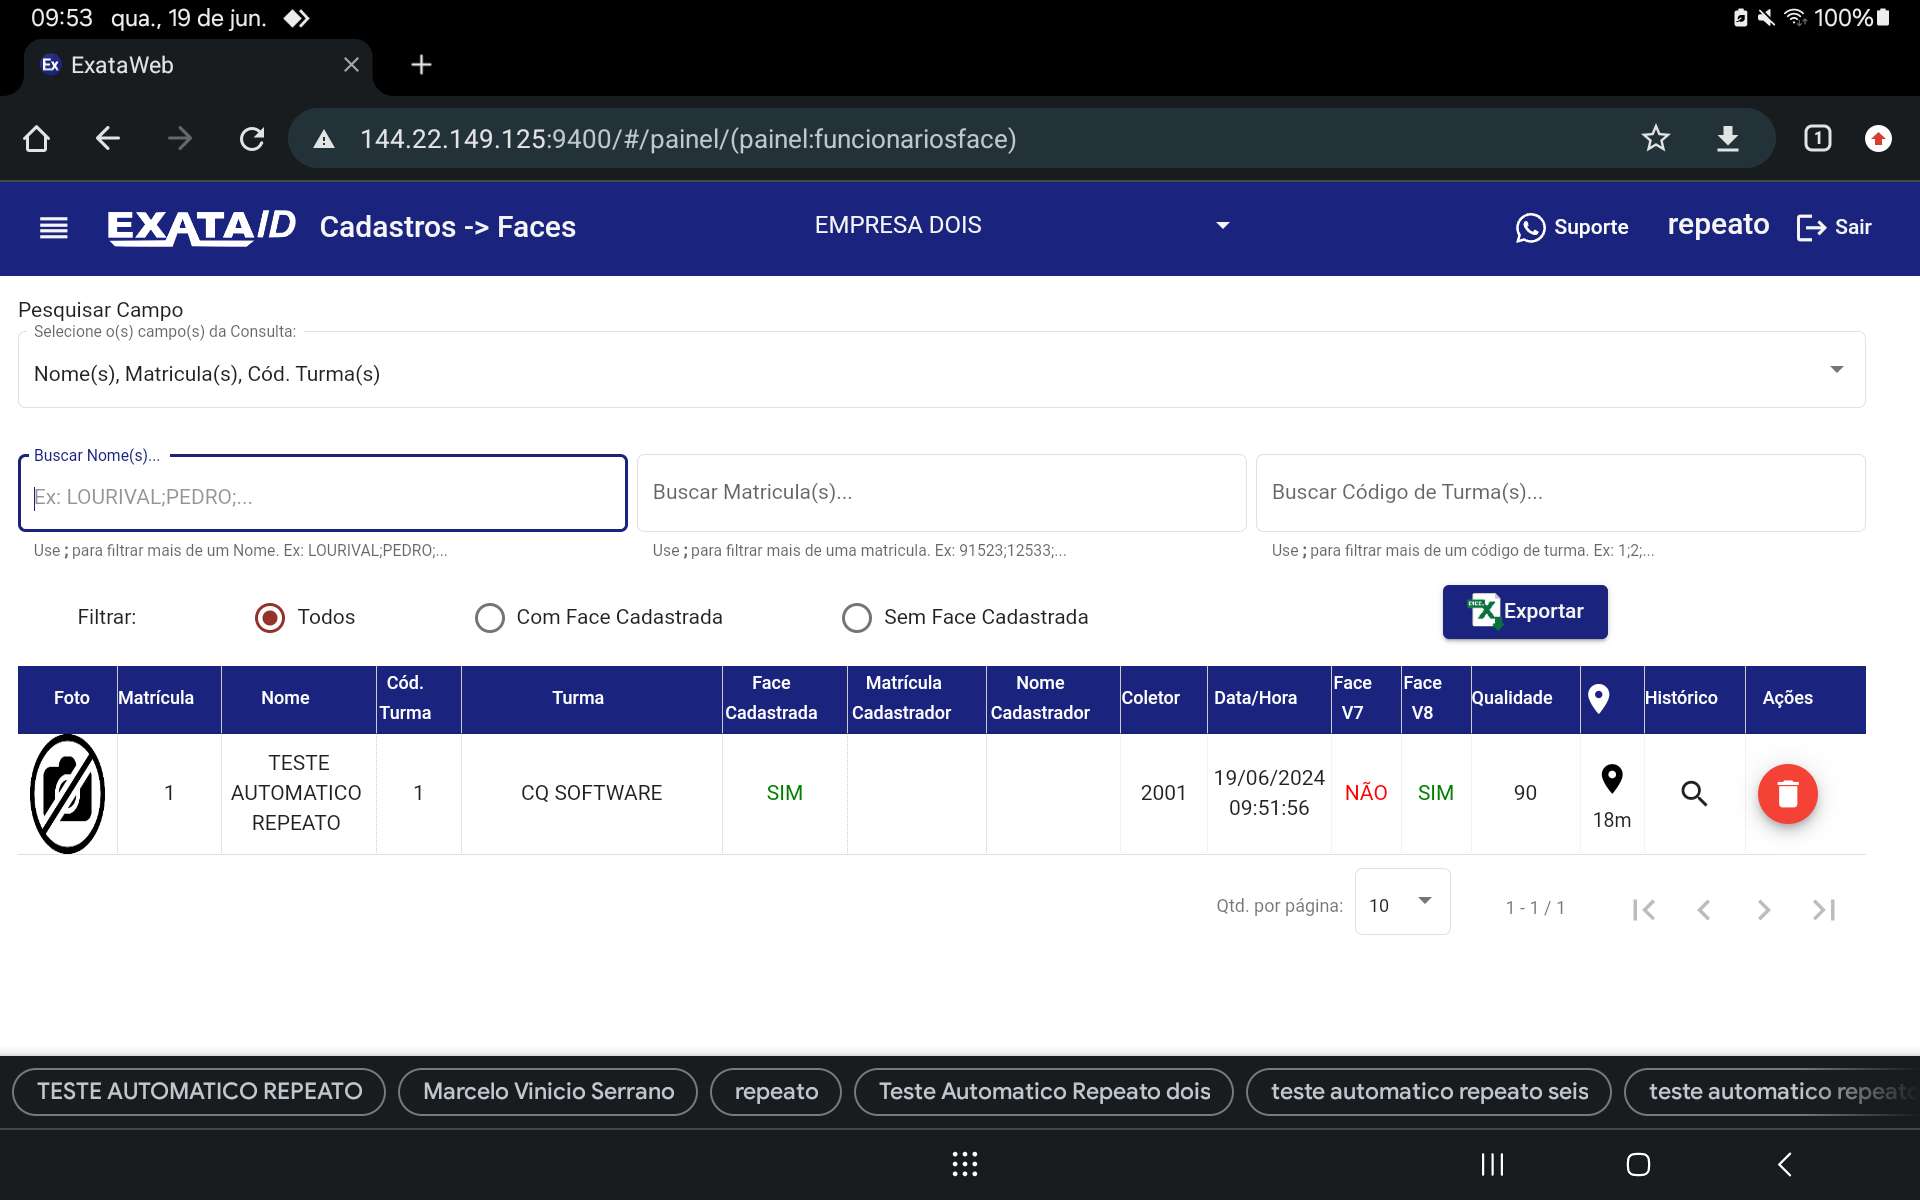 09:53 qua., 19 de jun. 100%
Ex ExataWeb
144.22.149.125:9400/#/painel/(painel:funcionariosface) 1
EXATA/D Cadastros -> Faces EMPRESA DOIS Suporte repeato Sair
Pesquisar Campo
Selecione o(s) campo(s) da Consulta:
Nome(s), Matricula(s), Cód. Turma(s)
Buscar Nome(s)...
Ex: LOURIVAL;PEDRO;... Buscar Matricula(s)... Buscar Código de Turma(s)...
Use ; para filtrar mais de um Nome. Ex: LOURIVAL;PEDRO;... Use ; para filtrar mais de uma matricula. Ex: 91523;12533;... Use ; para filtrar mais de um código de turma. Ex: 1;2;...
Filtrar: Todos Com Face Cadastrada Sem Face Cadastrada Exportar
Foto Matrícula Nome Cód. Turma Turma Face Cadastrada Matrícula Cadastrador Nome Cadastrador Coletor Data/Hora Face V7 Face V8 Qualidade Histórico Ações
1 TESTE AUTOMATICO REPEATO 1 CQ SOFTWARE SIM 2001 19/06/2024 09:51:56 NÃO SIM 90 18m
Qtd. por página: 10 1 - 1 / 1
TESTE AUTOMATICO REPEATO Marcelo Vinicio Serrano repeato Teste Automatico Repeato dois teste automatico repeato seis teste automatico repeato